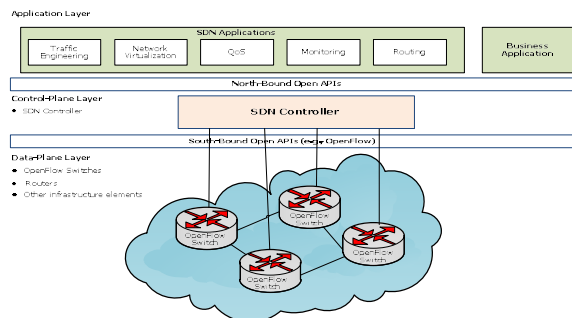 Application Layer
SDN Applications
Traffic
Engineering
Network
Virtualization
QoS
Monitoring
Routing
Business
Application
North-Bound Open APIs
Control-Plane Layer
• SDN Controller
SDN Controller
South-Bound Open APIs (e.g., OpenFlow)
Data-Plane Layer
• OpenFlow Switches
• Routers
• Other infrastructure elements
OpenFlow
Switch
OpenFlow
Switch
OpenFlow
Switch
OpenFlow
Switch